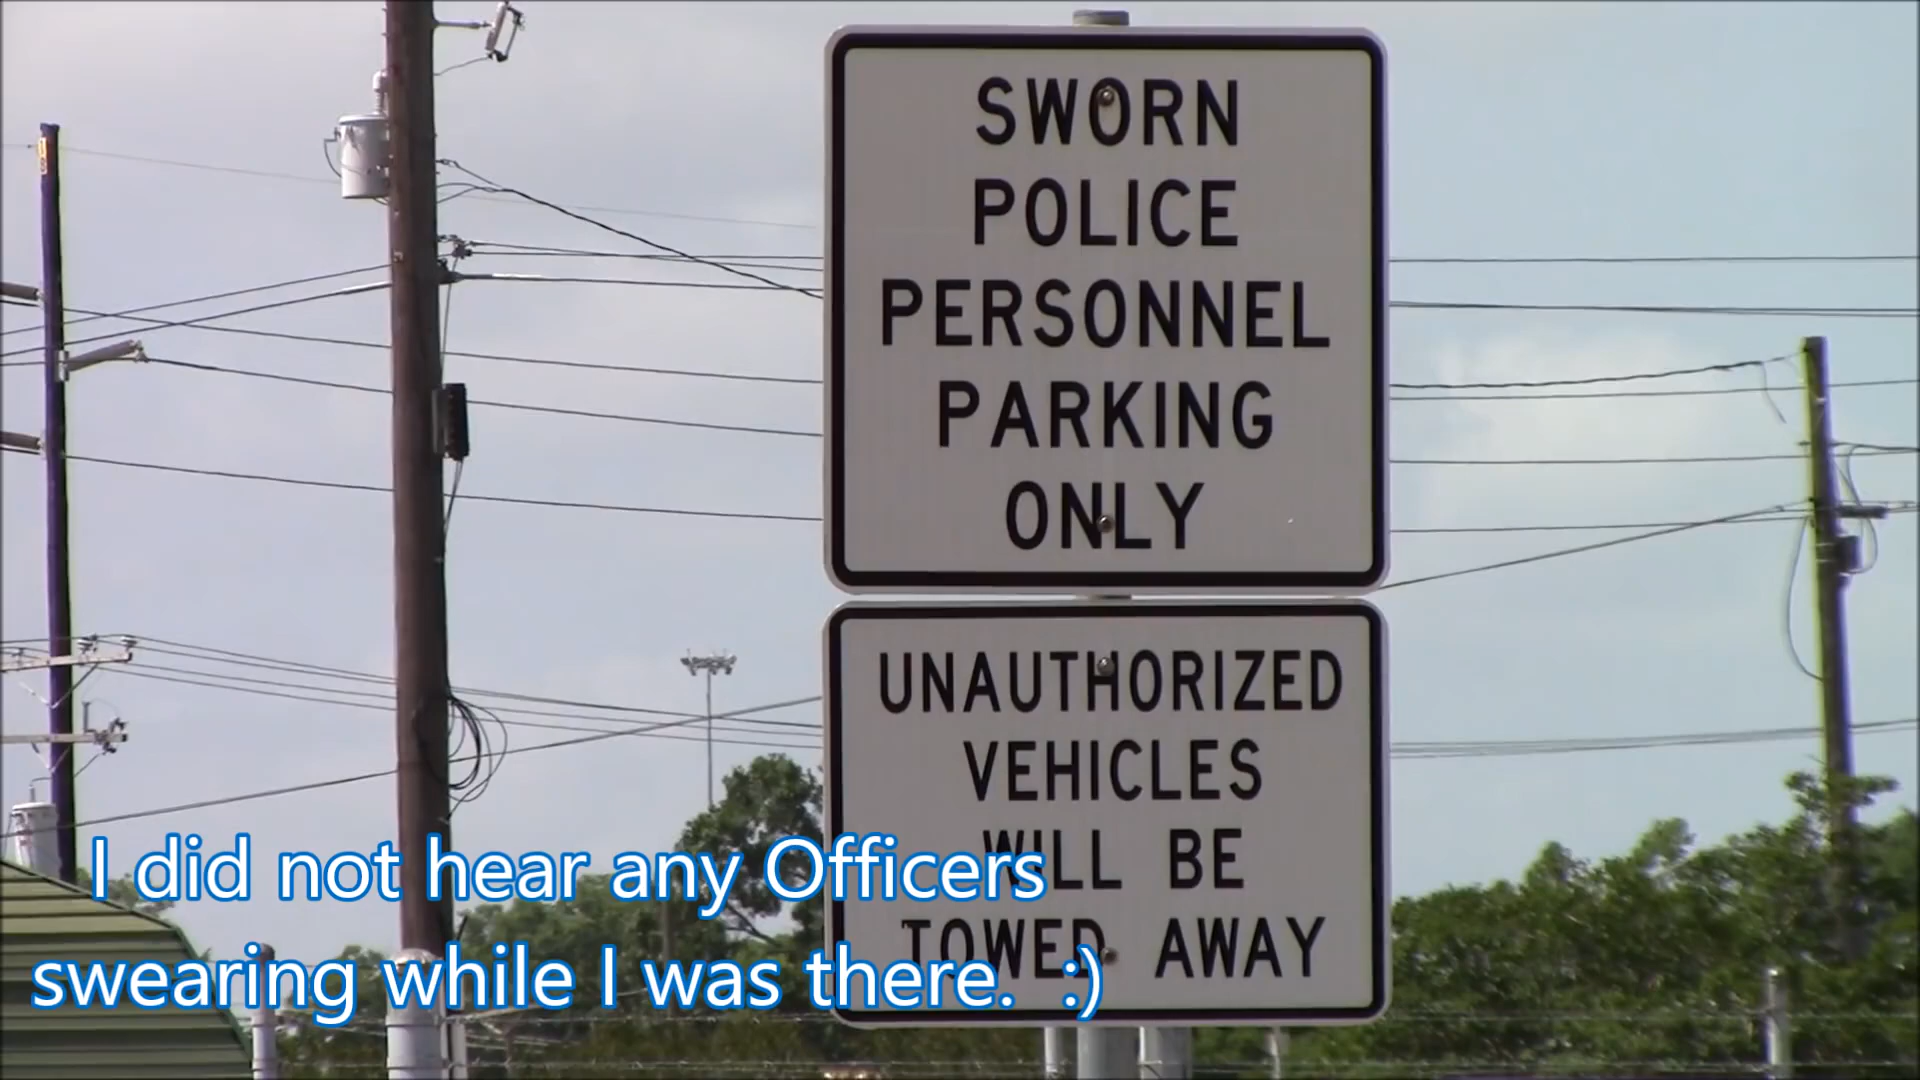 SWORN
POLICE
PERSONNEL
PARKING
ONLY
UNAUTHORIZED
VEHICLES
WILL BE
TOWED AWAY
I did not hear any Officers
swearing while I was there.  :)